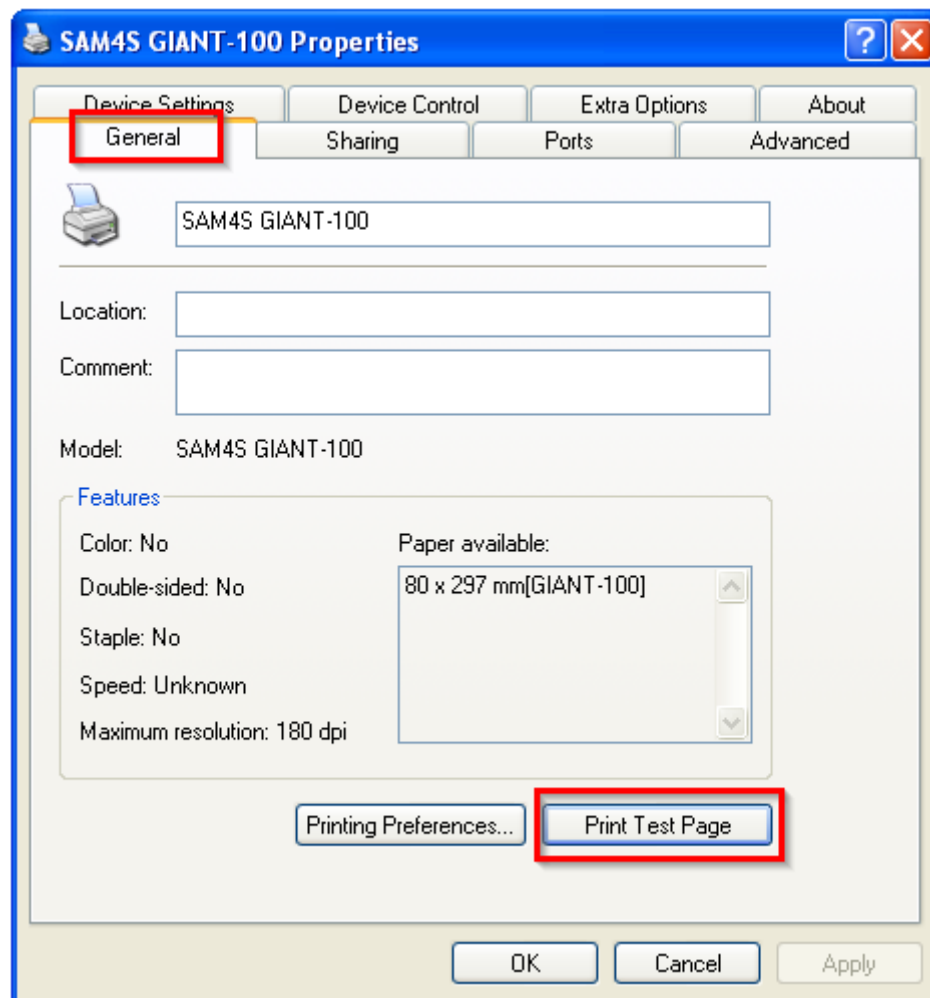 SAM4S GIANT-100 Properties
Device Settings Device Control Extra Options About
General Sharing Ports Advanced
SAM4S GIANT-100
Location:
Comment:
Model: SAM4S GIANT-100
Features
Color: No
Double-sided: No
Staple: No
Speed: Unknown
Maximum resolution: 180 dpi
Paper available:
80 x 297 mm[GIANT-100]
Printing Preferences... Print Test Page
OK Cancel Apply